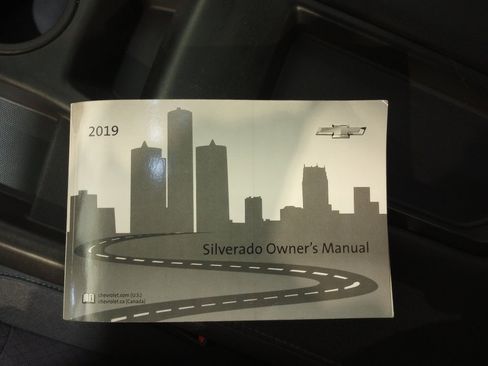 2019
Silverado Owner's Manual
chevrolet.com (U.S.)
chevrolet.ca (Canada)